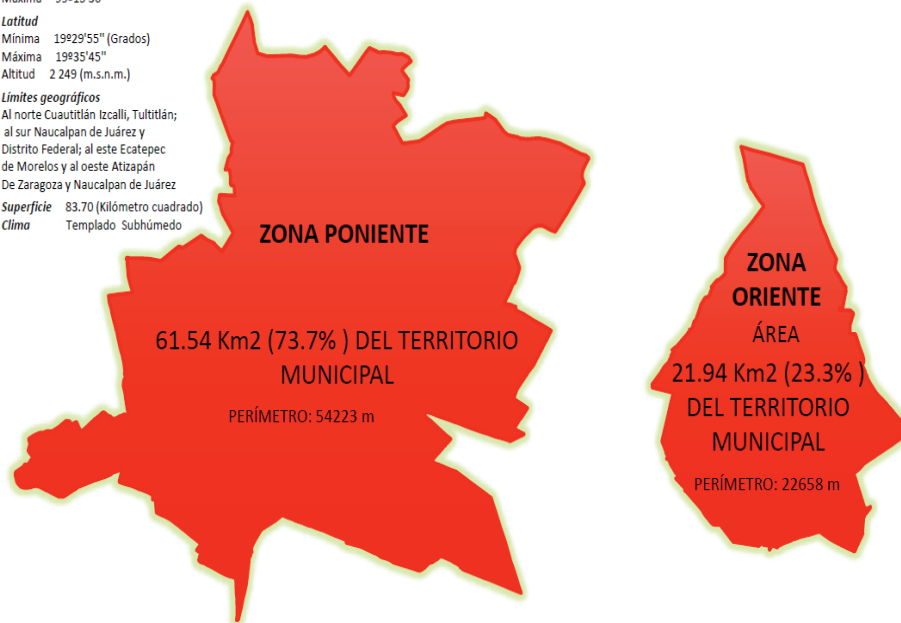 Latitud
Mínima 19º29'55" (Grados)
Máxima 19º35'45"
Altitud 2 249 (m.s.n.m.)
Límites geográficos
Al norte Cuautitlán Izcalli, Tultitlán;
al sur Naucalpan de Juárez y
Distrito Federal; al este Ecatepec
de Morelos y al oeste Atizapán
De Zaragoza y Naucalpan de Juárez
Superficie 83.70 (Kilómetro cuadrado)
Clima Templado Subhúmedo
ZONA PONIENTE
61.54 Km2 (73.7% ) DEL TERRITORIO
MUNICIPAL
PERÍMETRO: 54223 m
ZONA
ORIENTE
ÁREA
21.94 Km2 (23.3% )
DEL TERRITORIO
MUNICIPAL
PERÍMETRO: 22658 m